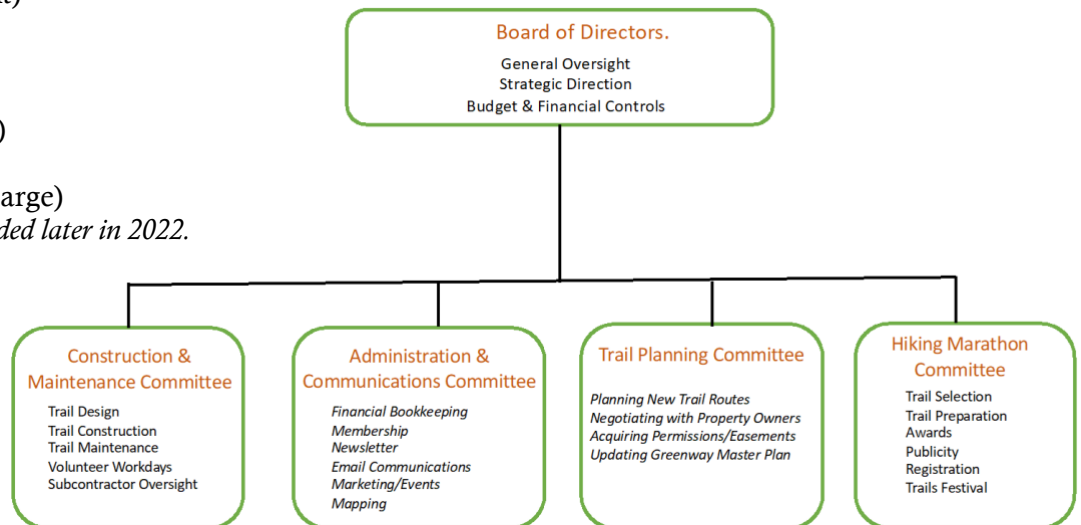 )
arge)
ded later in 2022.
Board of Directors.
General Oversight
Strategic Direction
Budget & Financial Controls
Construction &
Maintenance Committee
Trail Design
Trail Construction
Trail Maintenance
Volunteer Workdays
Subcontractor Oversight
Administration &
Communications Committee
Financial Bookkeeping
Membership
Newsletter
Email Communications
Marketing/Events
Mapping
Trail Planning Committee
Planning New Trail Routes
Negotiating with Property Owners
Acquiring Permissions/Easements
Updating Greenway Master Plan
Hiking Marathon
Committee
Trail Selection
Trail Preparation
Awards
Publicity
Registration
Trails Festival